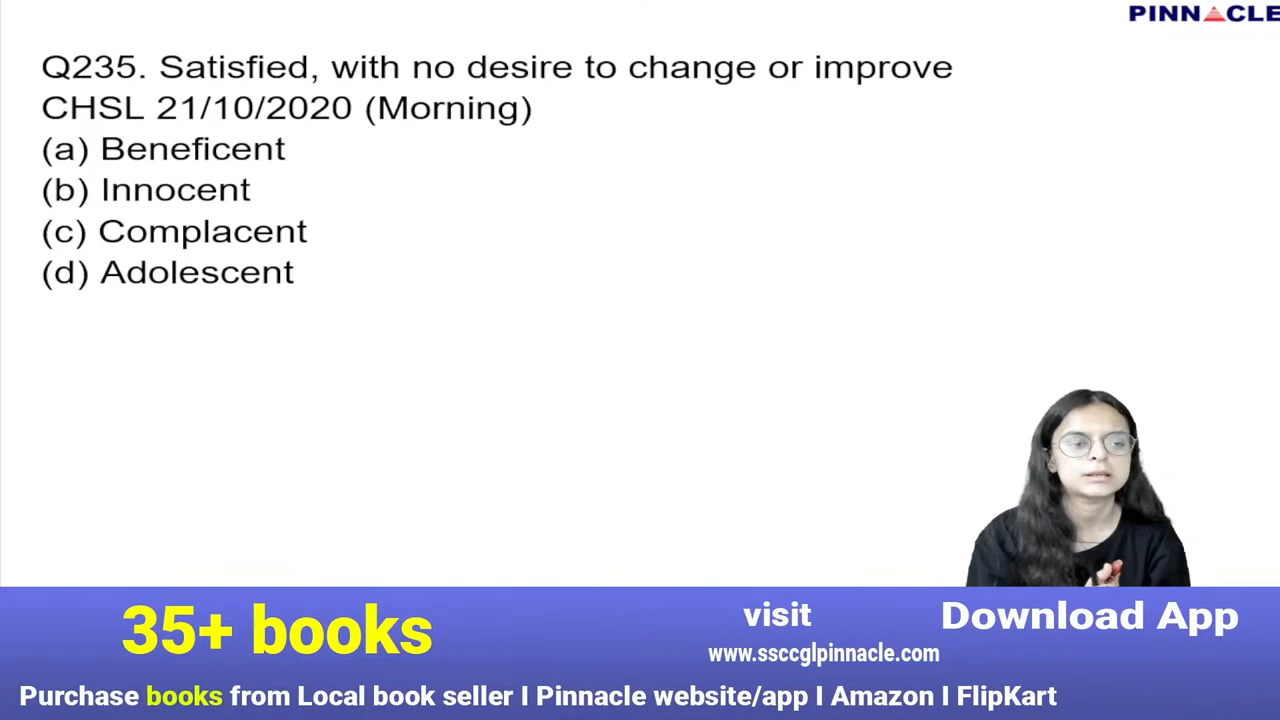 PINNACLE
Q235. Satisfied, with no desire to change or improve
CHSL 21/10/2020 (Morning)
(a) Beneficent
(b) Innocent
(c) Complacent
(d) Adolescent
35+ books
visit
www.ssccglpinnacle.com
Download App
Purchase books from Local book seller I Pinnacle website/app I Amazon I FlipKart